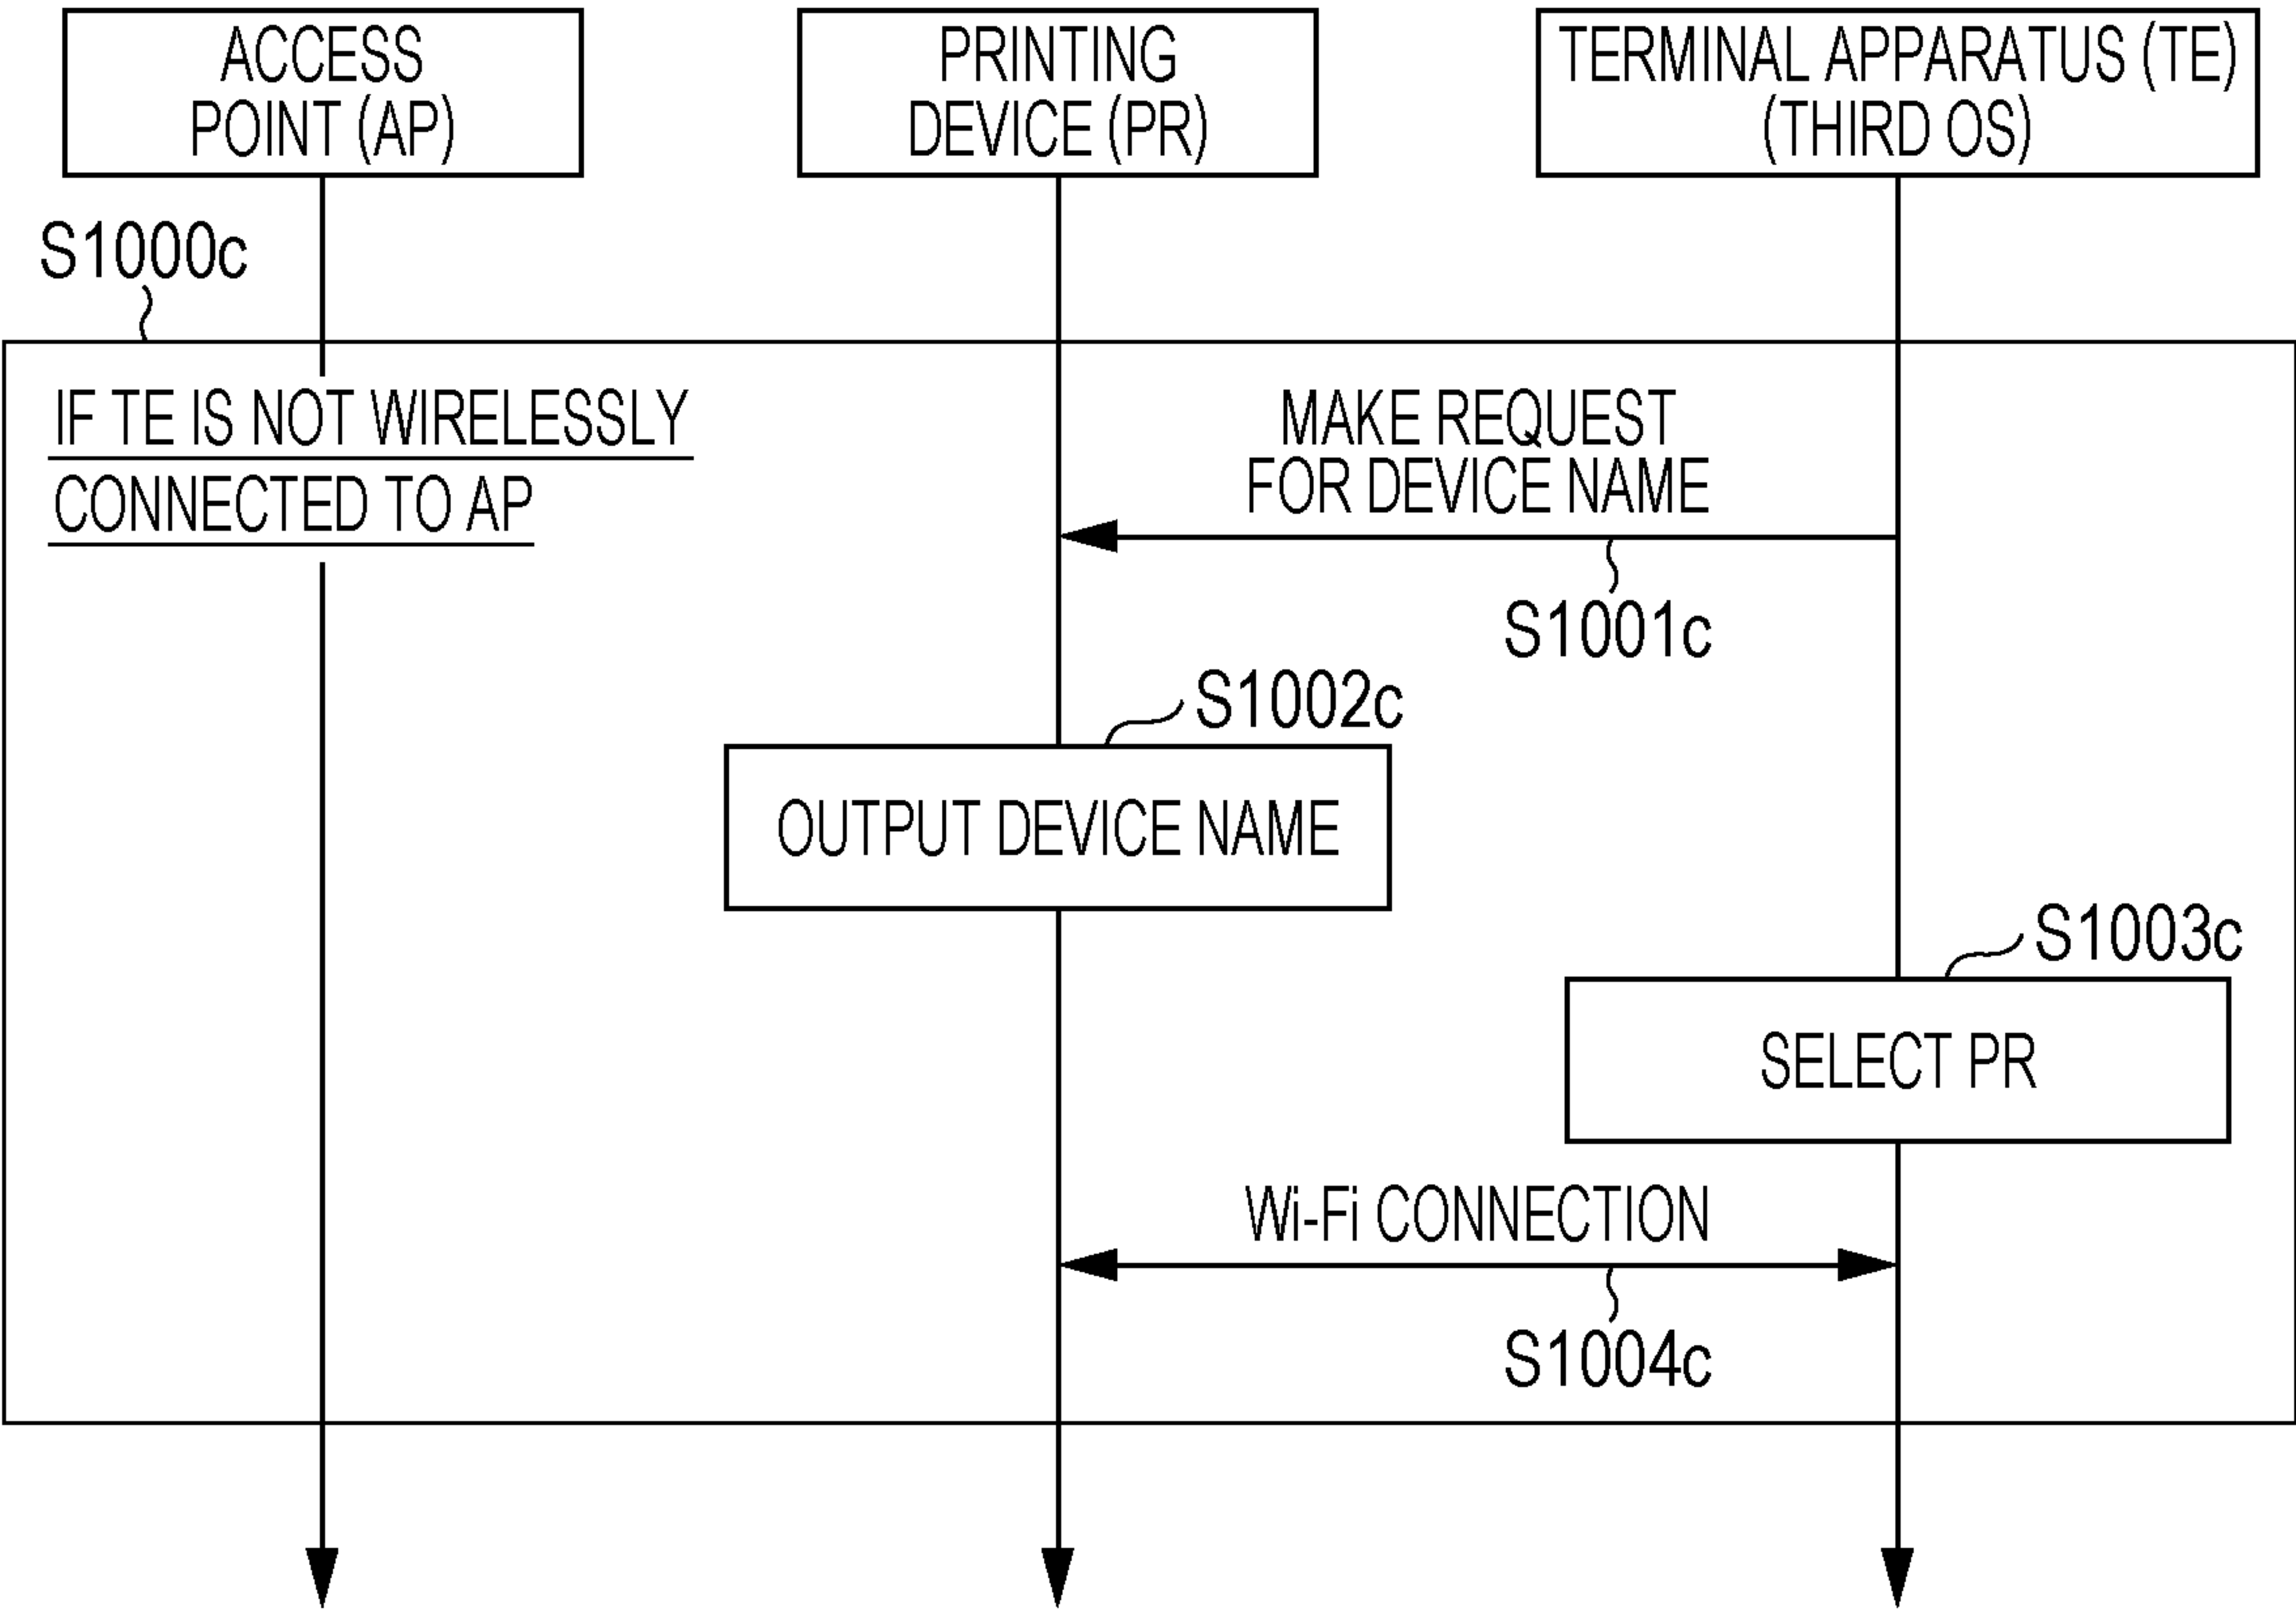 ACCESS
POINT (AP)
PRINTING
DEVICE (PR)
TERMINAL APPARATUS (TE)
(THIRD OS)
S1000c
IF TE IS NOT WIRELESSLY
CONNECTED TO AP
MAKE REQUEST
FOR DEVICE NAME
S1001c
S1002c
OUTPUT DEVICE NAME
S1003c
SELECT PR
Wi-Fi CONNECTION
S1004c